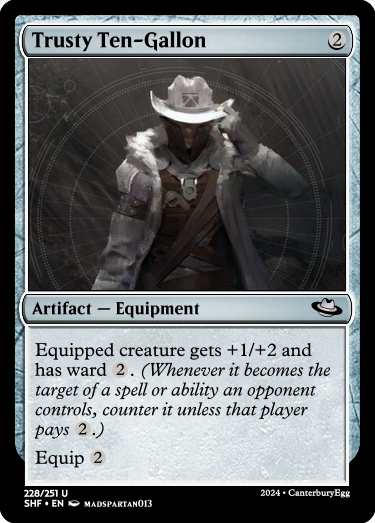 Trusty Ten-Gallon 2
Artifact — Equipment
Equipped creature gets +1/+2 and
has ward 2. (Whenever it becomes the
target of a spell or ability an opponent
controls, counter it unless that player
pays 2.)
Equip 2
228/251 U
SHF • EN MADSPARTAN013
2024 • CanterburyEgg